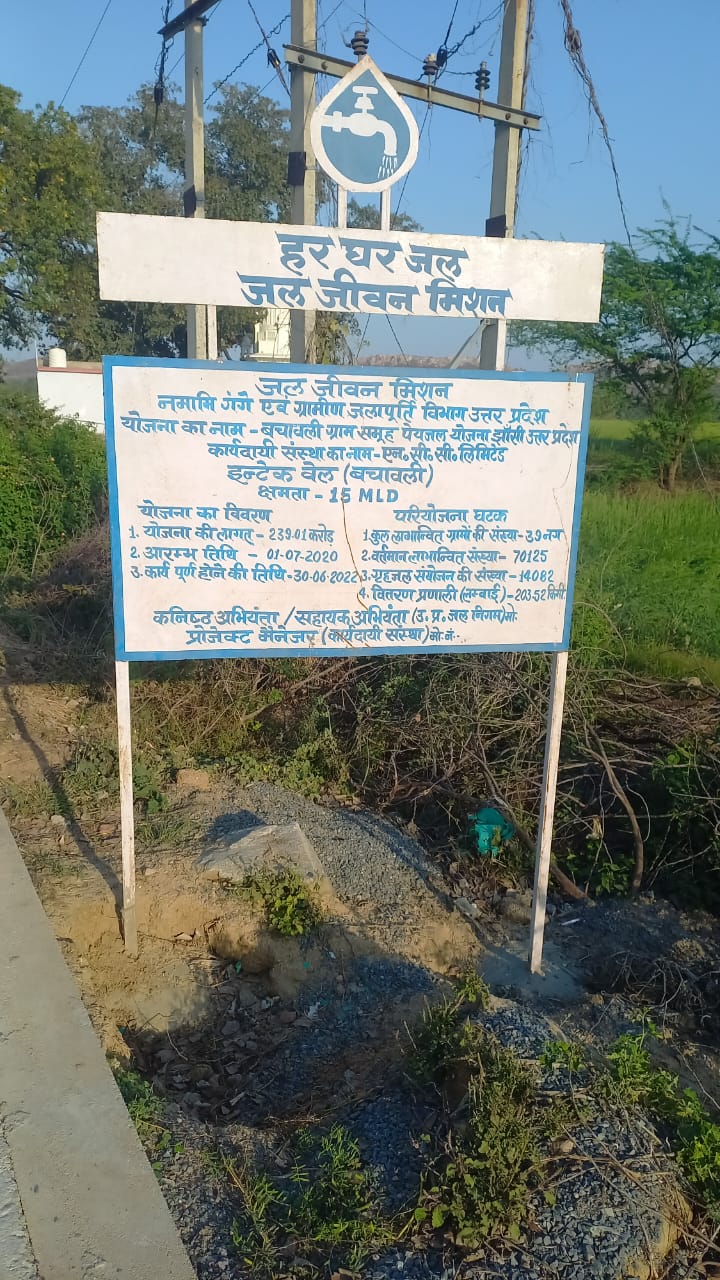 हर घर जल
जल जीवन मिशन
जल जीवन मिशन
नमामि गंगे एवं ग्रामीण जलापूर्ति विभाग उत्तर प्रदेश
योजना का नाम - बचावली ग्राम समूह पेयजल योजना झाँसी उत्तर प्रदेश
कार्यदायी संस्था का नाम - एन॰ सी॰ सी॰ लिमिटेड
इन्टेक वेल (बचावली)
क्षमता - 15 MLD
योजना का विवरण
1. योजना की लागत - 239.01 करोड़
2. आरम्भ तिथि - 01-07-2020
3. कार्य पूर्ण होने की तिथि - 30-06-2022
परियोजना घटक
1. कुल लाभान्वित ग्रामों की संख्या - 39 नग
2. वर्तमान लाभान्वित संख्या - 70125
3. गृहजल संयोजन की संख्या - 14082
4. वितरण प्रणाली (लम्बाई) - 203.52 किमी
कनिष्ठ अभियंता / सहायक अभियंता (उ. प्र. जल निगम) मो:
प्रोजेक्ट मैनेजर (कार्यदायी संस्था) मो. नं.